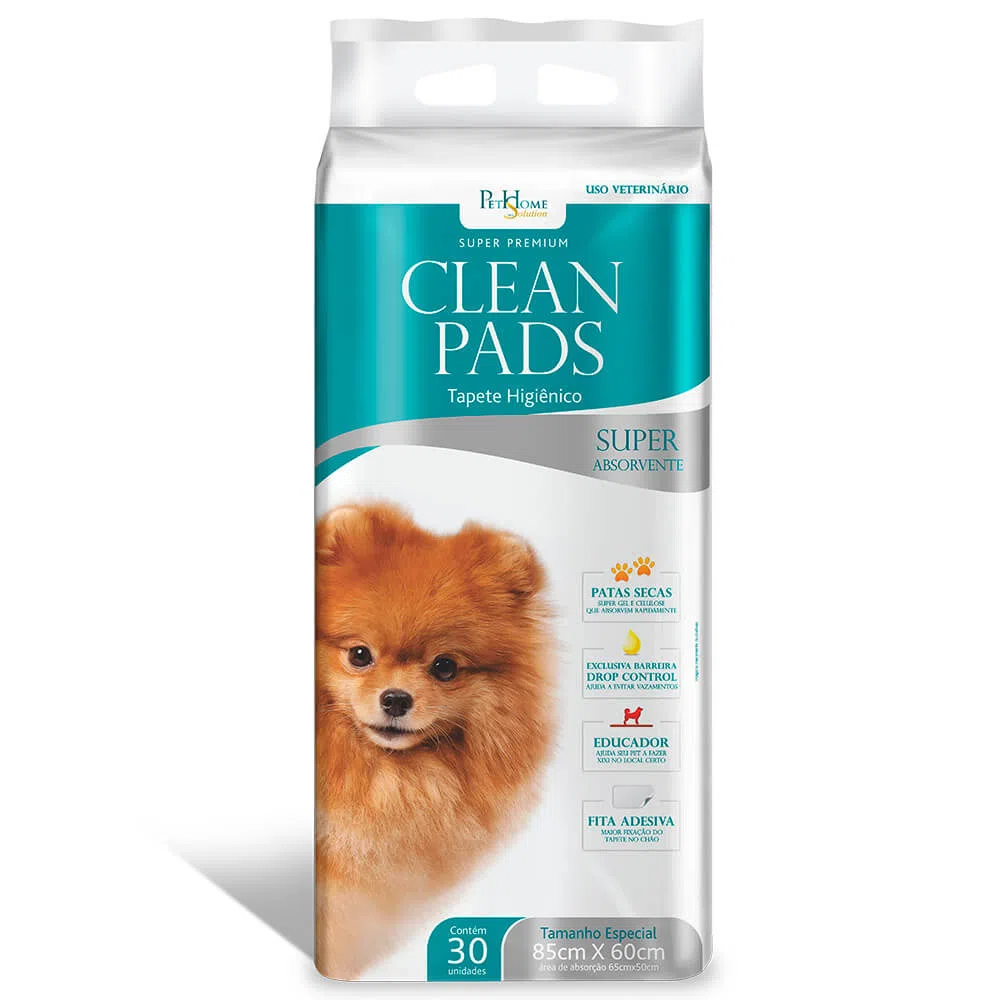 USO VETERINÁRIO
PET HOME
Solution
SUPER PREMIUM
CLEAN
PADS
Tapete Higiênico
SUPER
ABSORVENTE
PATAS SECAS
SUPER GEL E CELULOSE
QUE ABSORVEM RAPIDAMENTE
EXCLUSIVA BARREIRA
DROP CONTROL
AJUDA A EVITAR VAZAMENTOS
EDUCADOR
AJUDA SEU PET A FAZER
XIXI NO LOCAL CERTO
FITA ADESIVA
MAIOR FIXAÇÃO DO
TAPETE NO CHÃO
Contém
30
unidades
Tamanho Especial
85cm X 60cm
área de absorção 65cmx50cm